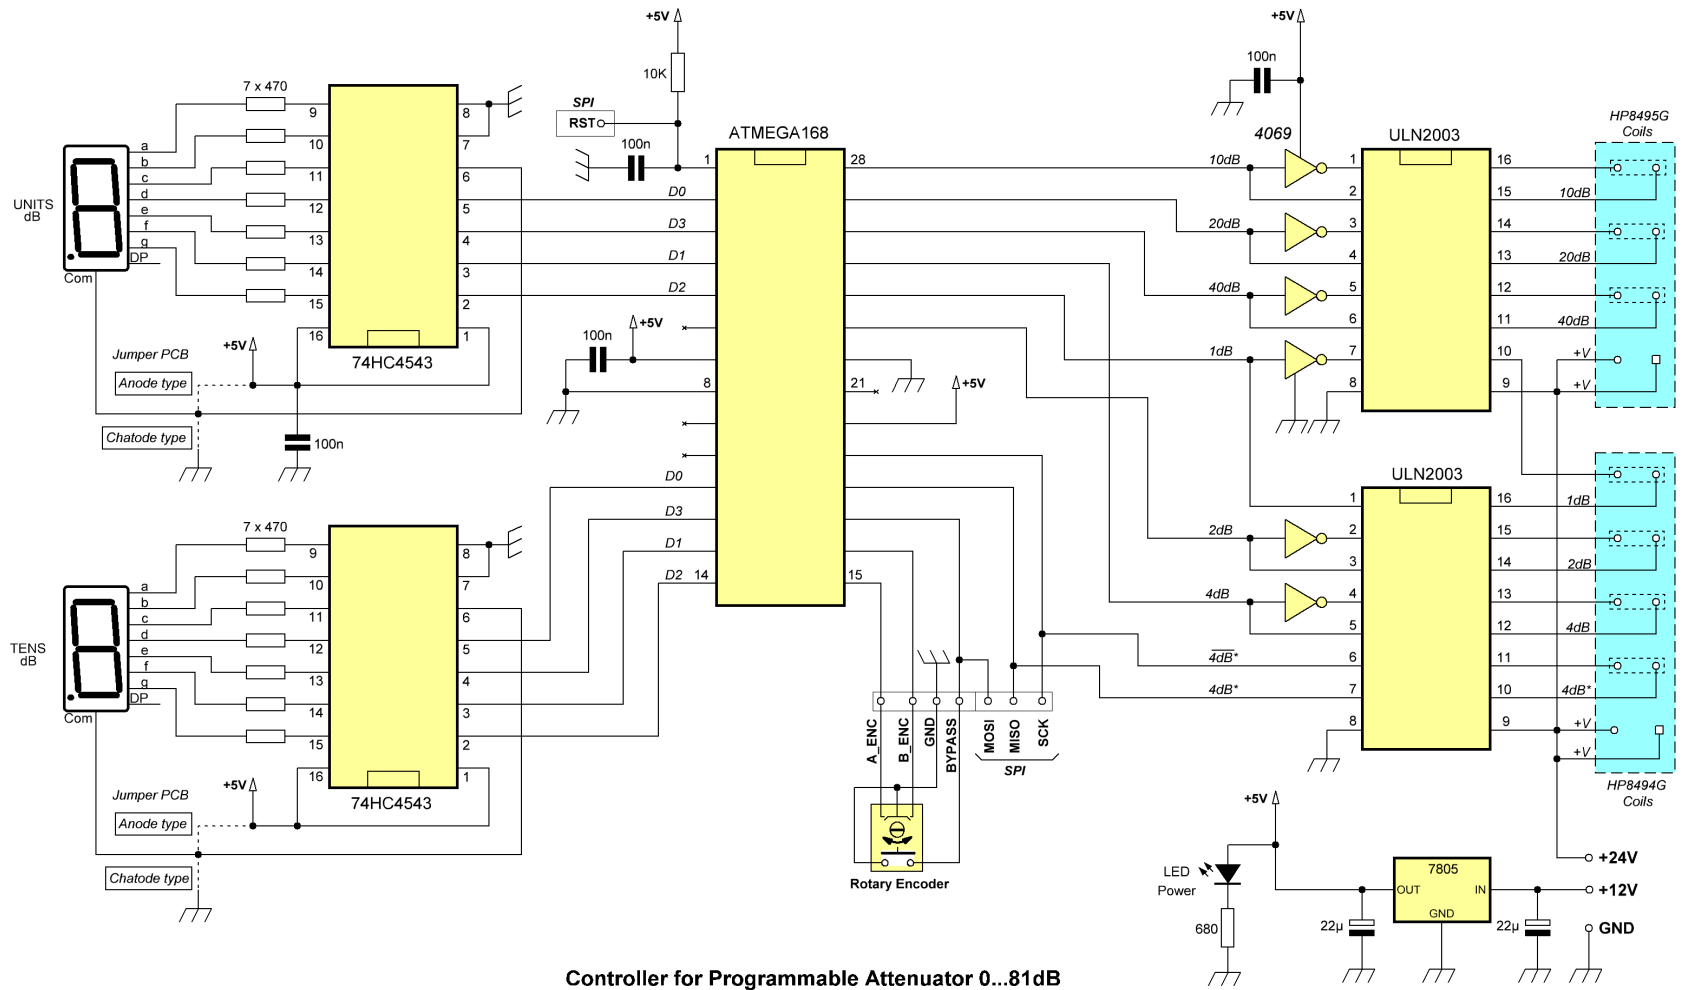 +5V
10K
SPI
RST
100n
7 x 470
9
10
11
12
13
14
15
16
8
7
6
5
4
3
2
1
74HC4543
UNITS
dB
a
b
c
d
e
f
g
DP
Com
+5V
Jumper PCB
Anode type
Chatode type
100n
ATMEGA168
1
D0
D3
D1
D2
100n
+5V
8
D0
D3
D1
D2
14
28
21
+5V
15
7 x 470
9
10
11
12
13
14
15
16
8
7
6
5
4
3
2
1
74HC4543
TENS
dB
a
b
c
d
e
f
g
DP
Com
+5V
Jumper PCB
Anode type
Chatode type
A_ENC
B_ENC
GND
BYPASS
MOSI
MISO
SCK
SPI
Rotary Encoder
+5V
100n
4069
10dB
20dB
40dB
1dB
ULN2003
1
2
3
4
5
6
7
8
16
15
14
13
12
11
10
9
HP8495G
Coils
10dB
20dB
40dB
+V
+V
2dB
4dB
4dB*
4dB*
ULN2003
1
2
3
4
5
6
7
8
16
15
14
13
12
11
10
9
1dB
2dB
4dB
4dB*
+V
+V
HP8494G
Coils
+5V
LED
Power
680
22µ
7805
OUT
IN
GND
22µ
+24V
+12V
GND
Controller for Programmable Attenuator 0...81dB